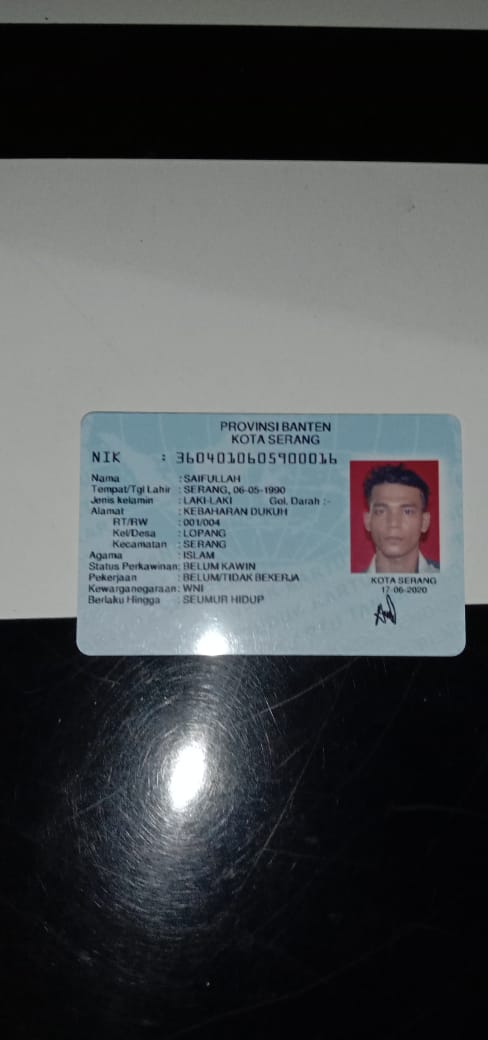 PROVINSI BANTEN
KOTA SERANG
NIK : 3604010605900016
Nama : SAIFULLAH
Tempat/Tgl Lahir : SERANG, 06-05-1990
Jenis kelamin : LAKI-LAKI Gol. Darah :-
Alamat : KEBAHARAN DUKUH
RT/RW : 001/004
Kel/Desa : LOPANG
Kecamatan : SERANG
Agama : ISLAM
Status Perkawinan: BELUM KAWIN
Pekerjaan : BELUM/TIDAK BEKERJA
Kewarganegaraan: WNI
Berlaku Hingga : SEUMUR HIDUP
KOTA SERANG
17-06-2020